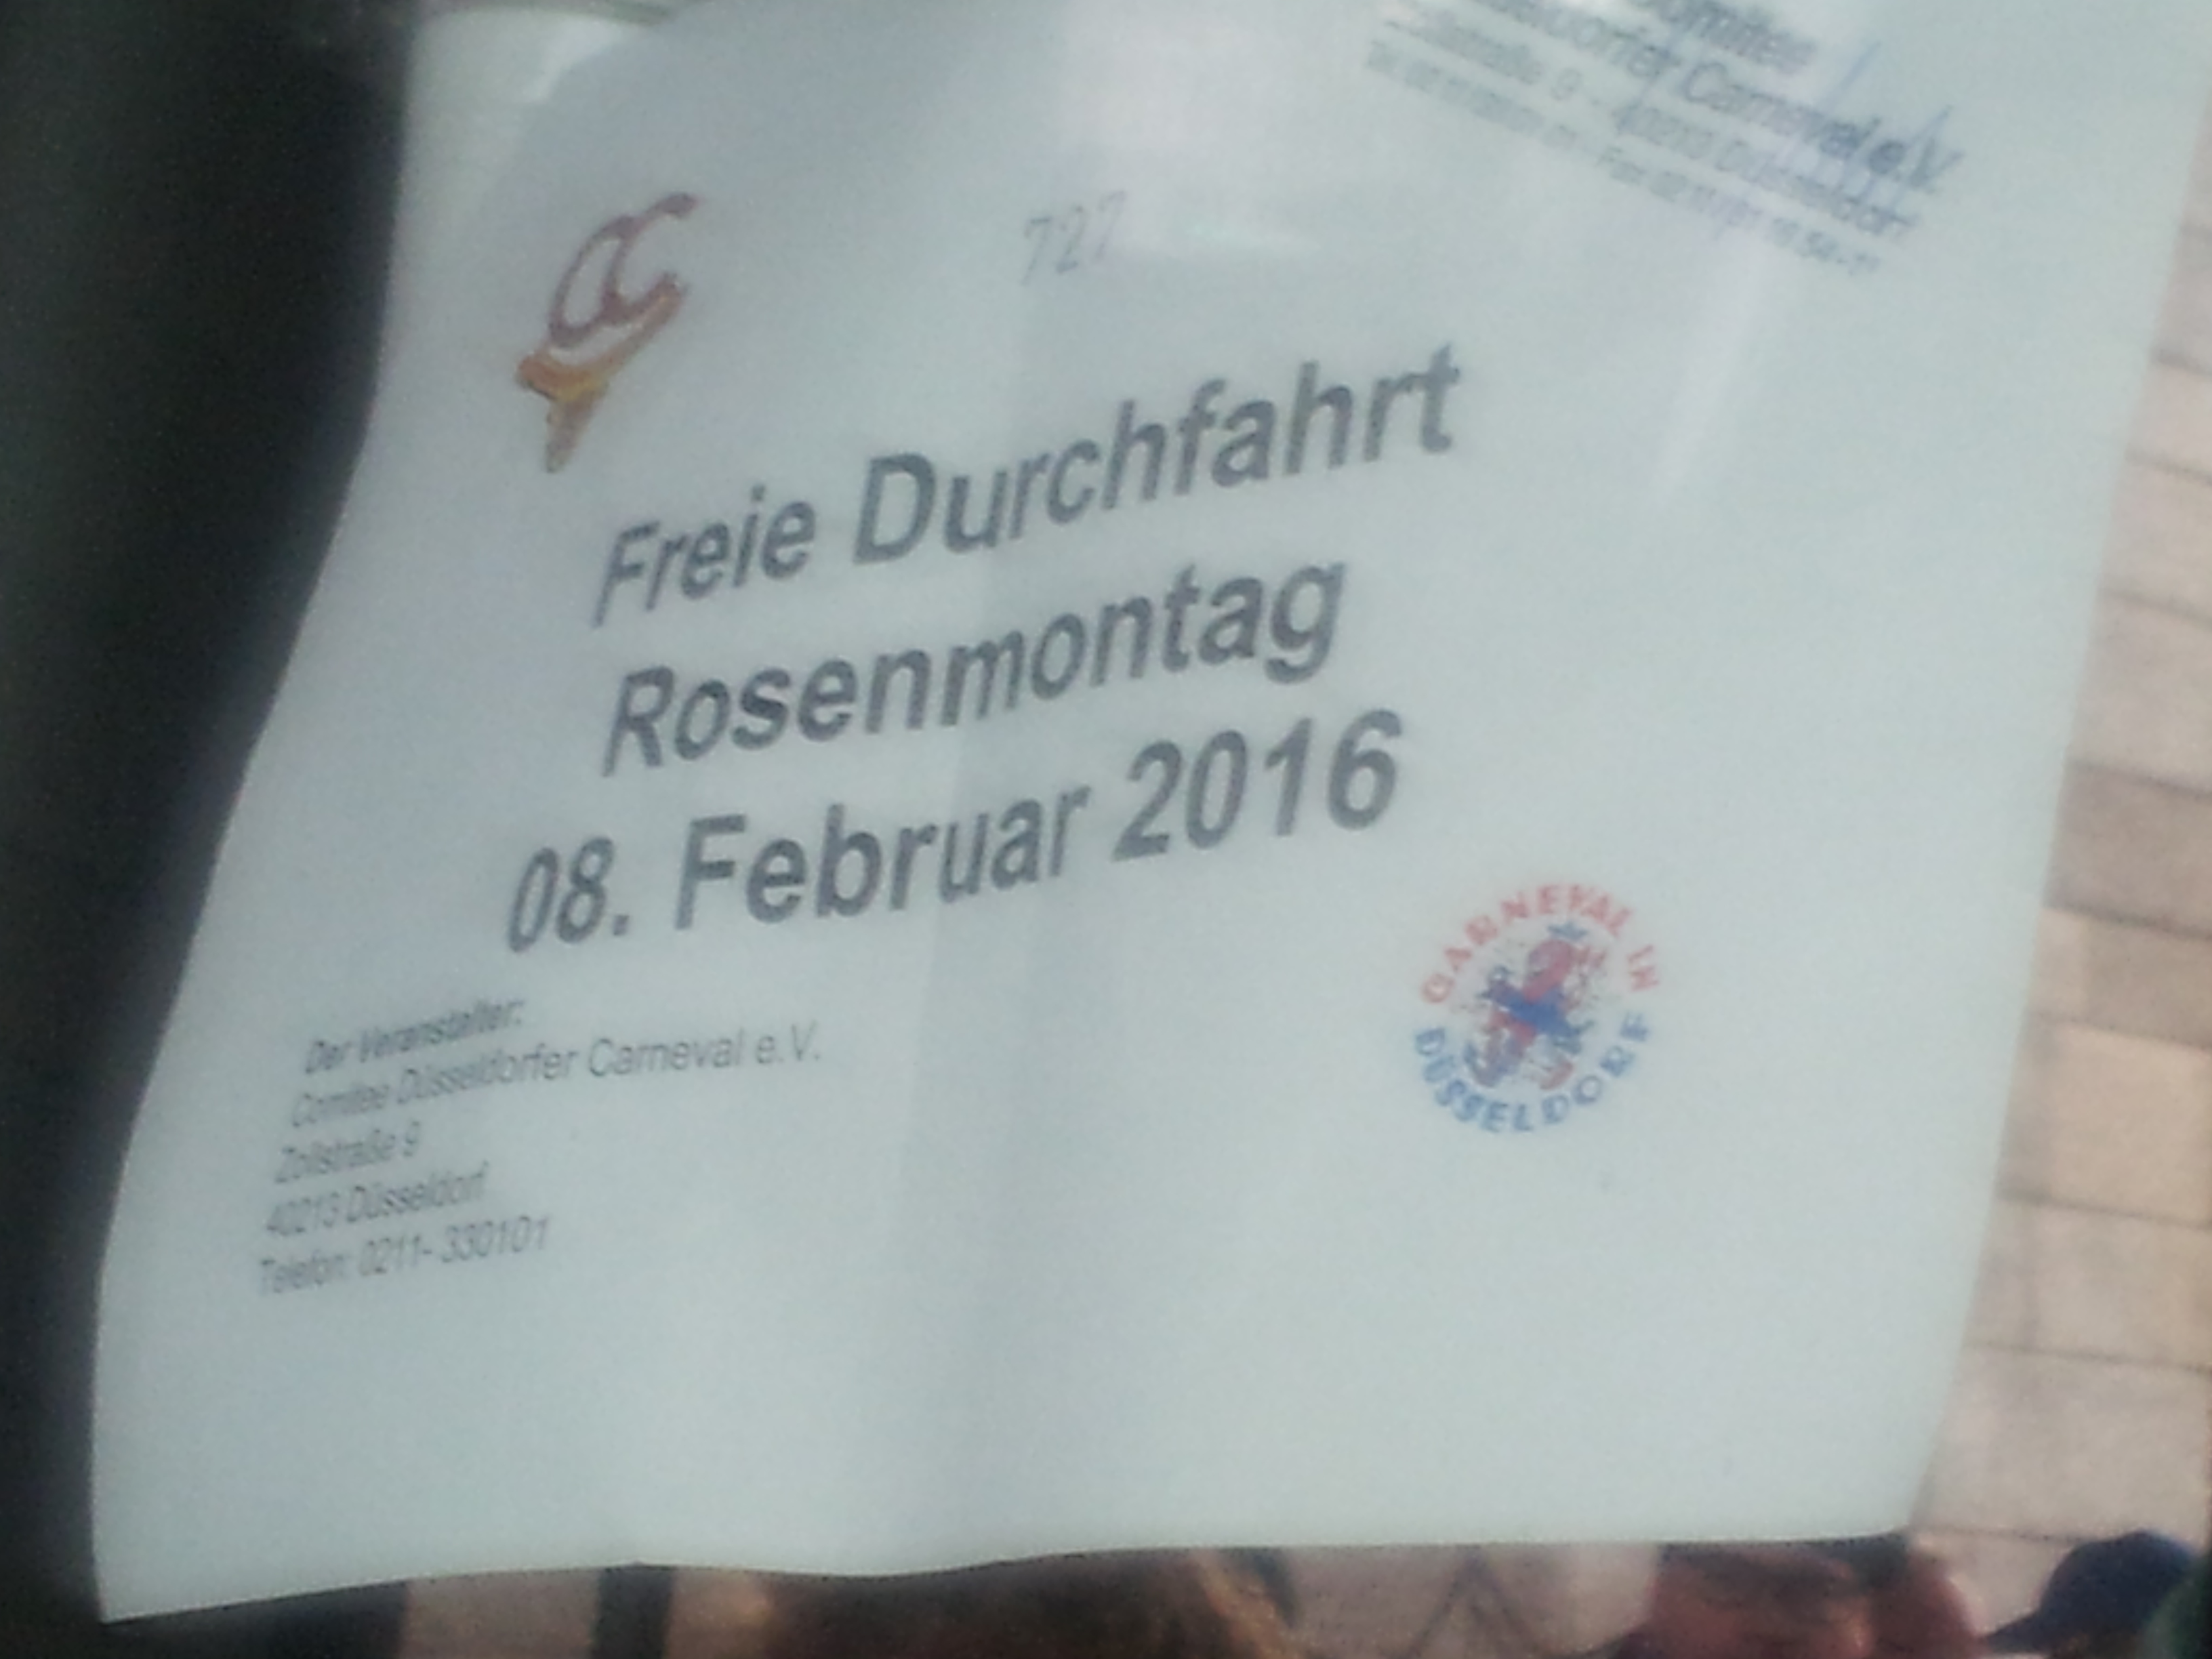 Carneval e.V.
727
Freie Durchfahrt
Rosenmontag
08. Februar 2016
CARNEVAL IN
DÜSSELDORF
Der Veranstalter:
Comitee Düsseldorfer Carneval e.V.
Zollstraße 9
40213 Düsseldorf
Telefon: 0211- 330101